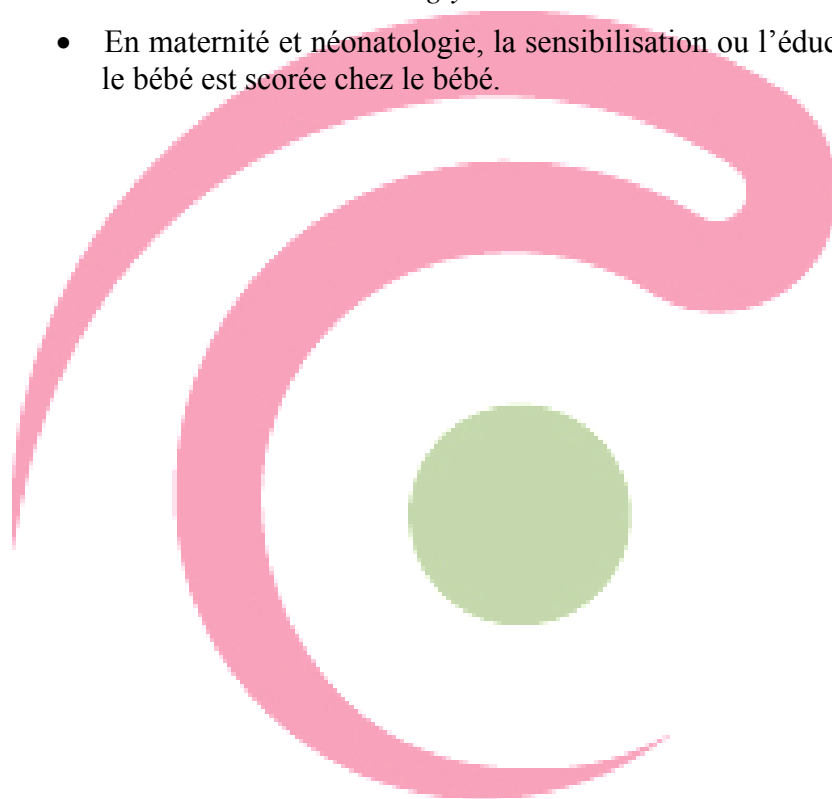 • En maternité et néonatologie, la sensibilisation ou l’éduc
le bébé est scorée chez le bébé.